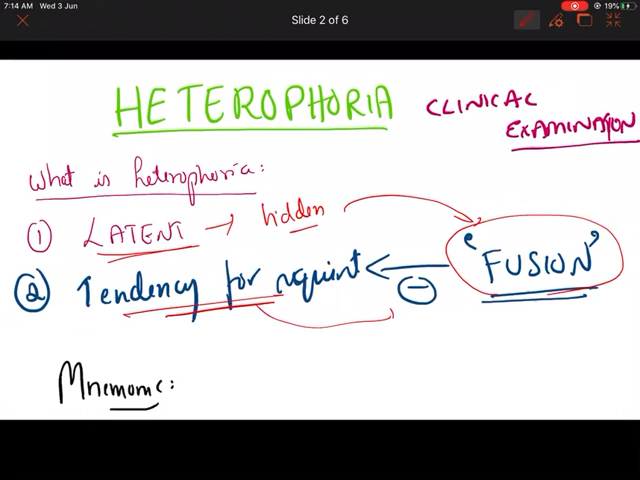 7:14 AM Wed 3 Jun
19%
Slide 2 of 6
HETEROPHORIA CLINICAL EXAMINATION
What is heterophoria:
① LATENT → hidden
② Tendency for squint ← "FUSION"
Mnemomc: